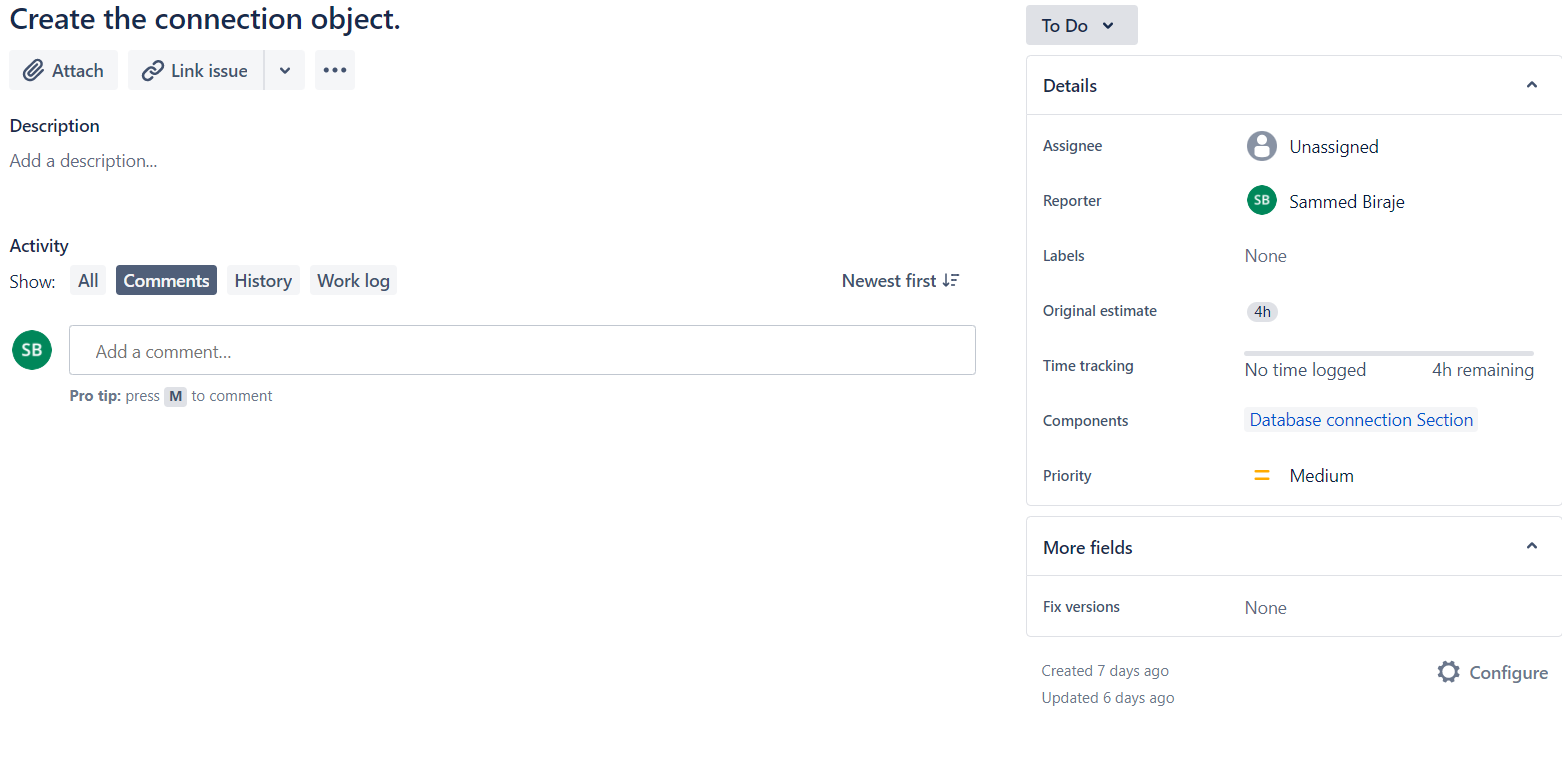 Create the connection object.
Attach
Link issue
Description
Add a description...
Activity
Show: All Comments History Work log Newest first
SB
Add a comment...
Pro tip: press M to comment
To Do
Details
Assignee Unassigned
Reporter SB Sammed Biraje
Labels None
Original estimate 4h
Time tracking No time logged 4h remaining
Components Database connection Section
Priority Medium
More fields
Fix versions None
Created 7 days ago
Configure
Updated 6 days ago